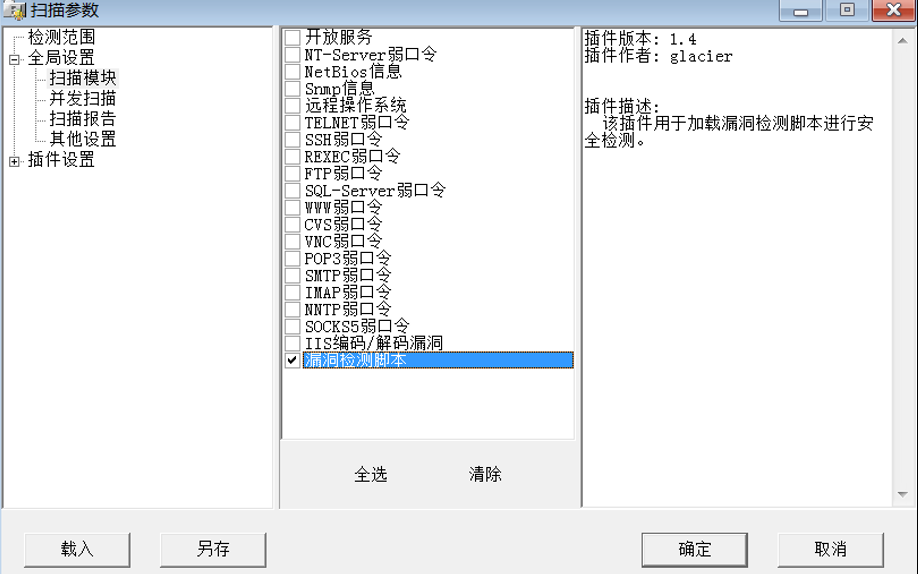 扫描参数
检测范围
全局设置
扫描模块
并发扫描
扫描报告
其他设置
插件设置
开放服务
NT-Server弱口令
NetBios信息
Snmp信息
远程操作系统
TELNET弱口令
SSH弱口令
REXEC弱口令
FTP弱口令
SQL-Server弱口令
WWW弱口令
CVS弱口令
VNC弱口令
POP3弱口令
SMTP弱口令
IMAP弱口令
NNTP弱口令
SOCKS5弱口令
IIS编码/解码漏洞
漏洞检测脚本
全选
清除
插件版本: 1.4
插件作者: glacier
插件描述:
该插件用于加载漏洞检测脚本进行安
全检测。
载入
另存
确定
取消